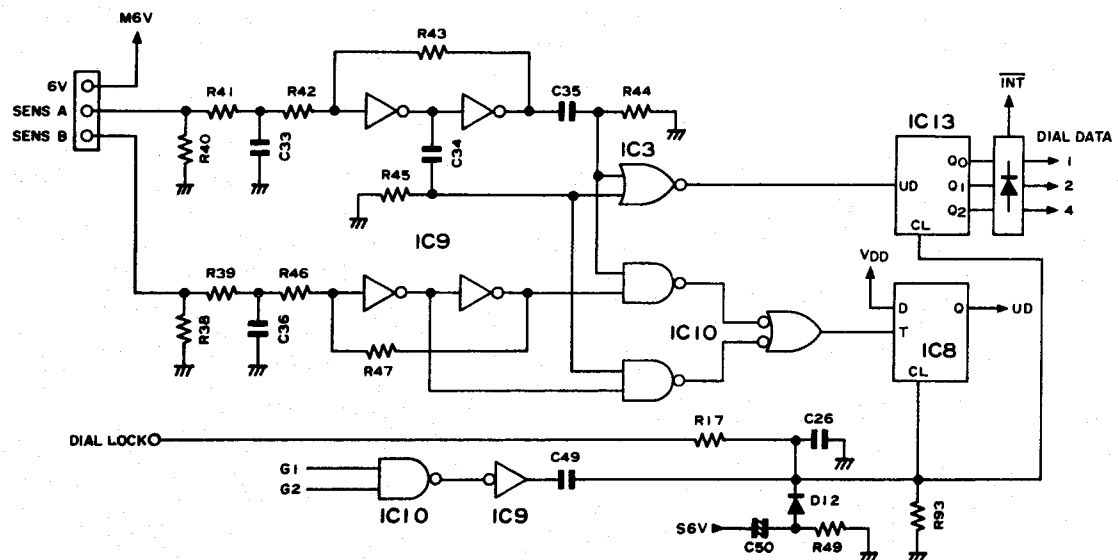 M6V
6V
SENS A
SENS B
R41
R42
R43
C35
R44
R40
C33
C34
R45
IC3
IC9
IC13
INT
DIAL DATA
UD
Q0
Q1
Q2
CL
1
2
4
R39
R46
R38
C36
R47
IC10
VDD
D
Q
UD
T
IC8
CL
DIAL LOCK
R17
C26
G1
G2
IC10
IC9
C49
D12
S6V
C50
R49
R93